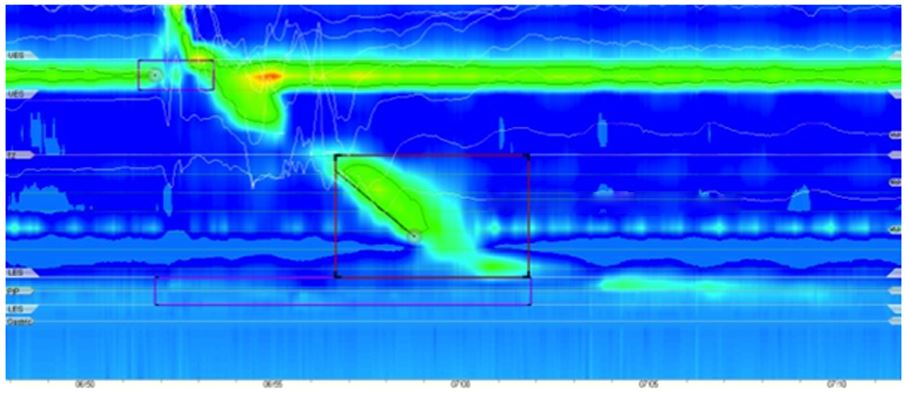 UES
UES
TZ
LES
PIP
LES
Gastric
06:50
06:55
07:00
07:05
07:10